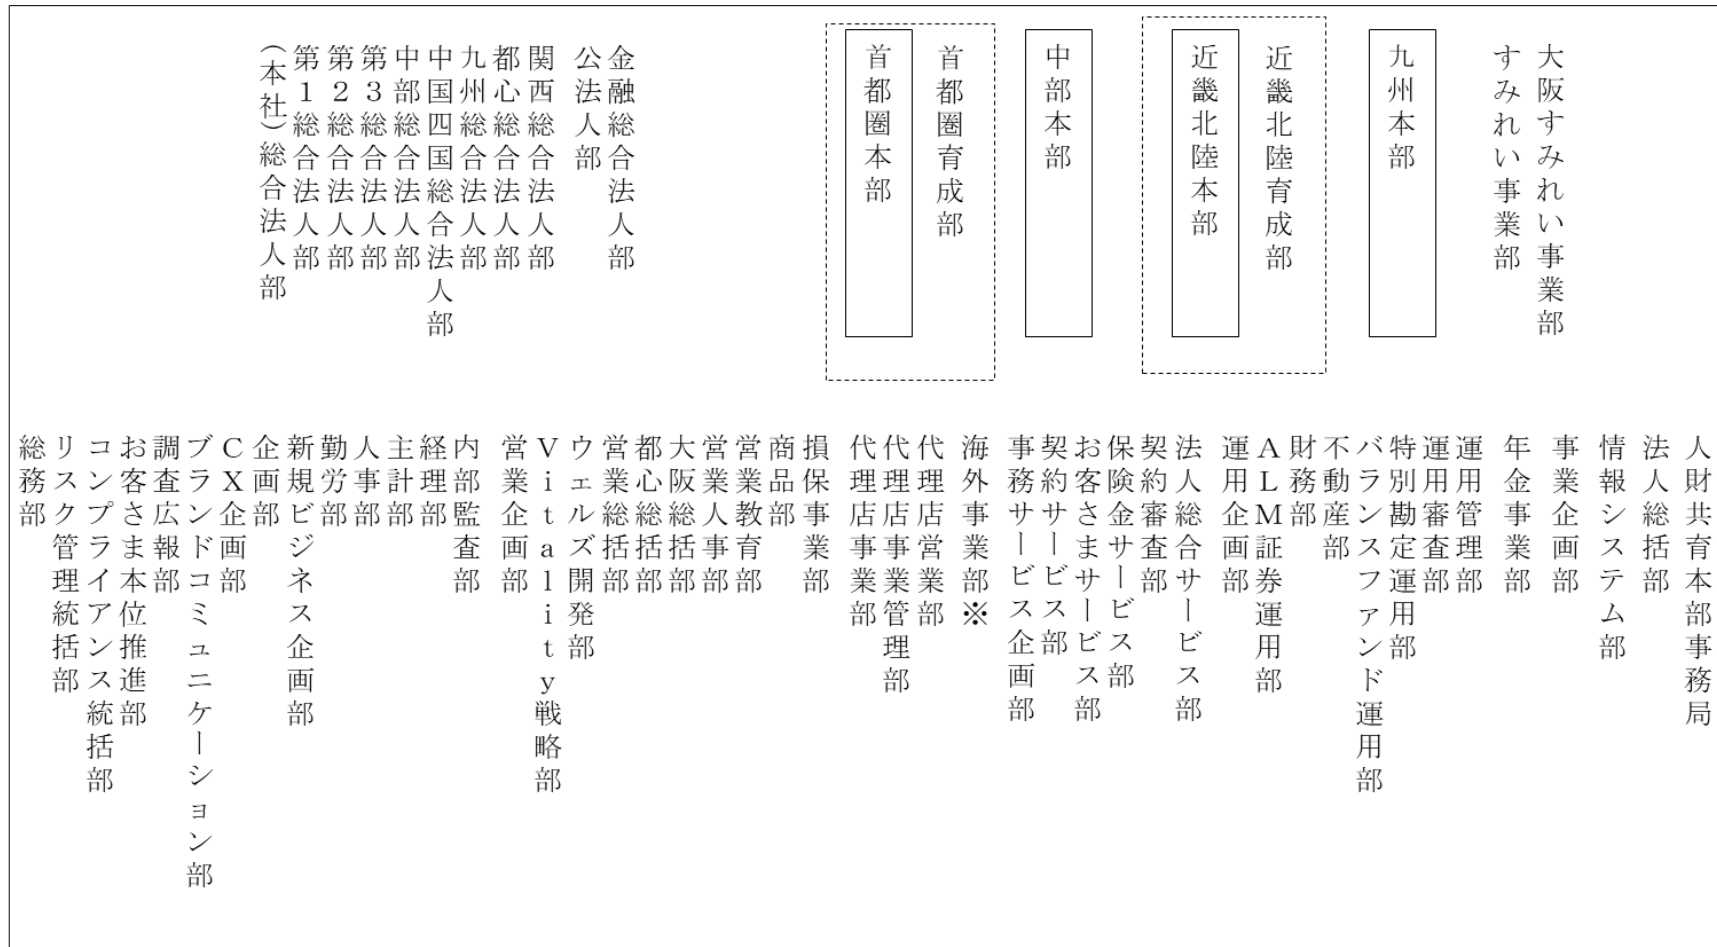 （本社）総合法人部
第1総合法人部
第2総合法人部
第3総合法人部
中部総合法人部
中国四国総合法人部
九州総合法人部
都心総合法人部
関西総合法人部
公法人部
金融総合法人部
首都圏本部
首都圏育成部
中部本部
近畿北陸本部
近畿北陸育成部
九州本部
すみれい事業部
大阪すみれい事業部
総務部
リスク管理統括部
コンプライアンス統括部
お客さま本位推進部
調査広報部
ブランドコミュニケーション部
CX企画部
企画部
新規ビジネス企画部
勤労部
人事部
主計部
経理部
内部監査部
営業企画部
Vitality戦略部
ウェルズ開発部
営業総括部
都心総括部
大阪総括部
営業人事部
営業教育部
商品部
損保事業部
代理店事業部
代理店事業管理部
代理店営業部
海外事業部※
事務サービス企画部
契約サービス部
お客さまサービス部
保険金サービス部
契約審査部
法人総合サービス部
運用企画部
ALM証券運用部
財務部
不動産部
バランスファンド運用部
特別勘定運用部
運用審査部
運用管理部
年金事業部
事業企画部
情報システム部
法人総括部
人財共育本部事務局